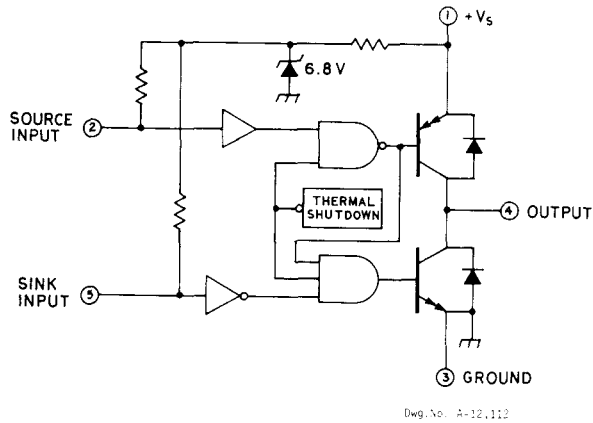 1 +Vs
6.8 V
SOURCE
INPUT 2
THERMAL
SHUTDOWN
4 OUTPUT
SINK
INPUT 5
3 GROUND
Dwg.No. A-12,113